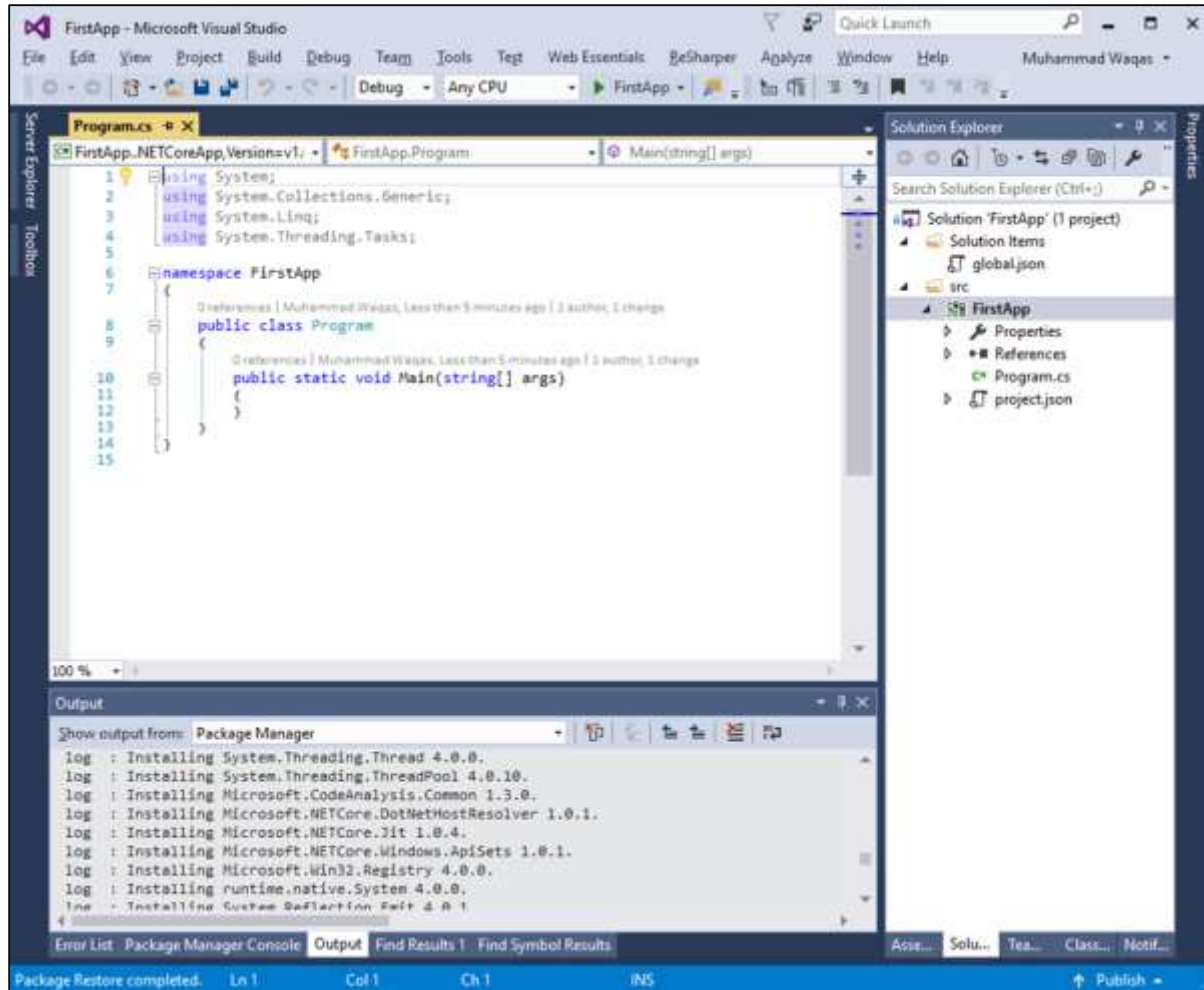 FirstApp - Microsoft Visual Studio
Quick Launch
File Edit View Project Build Debug Team Tools Test Web Essentials ReSharper Analyze Window Help Muhammad Waqas
Debug Any CPU FirstApp
Server Explorer
Toolbox
Program.cs
FirstApp..NETCoreApp,Version=v1. FirstApp.Program Main(string[] args)
1 using System;
2 using System.Collections.Generic;
3 using System.Linq;
4 using System.Threading.Tasks;
5
6 namespace FirstApp
7 {
0 references | Muhammad Waqas, Less than 5 minutes ago | 1 author, 1 change
8 public class Program
9 {
0 references | Muhammad Waqas, Less than 5 minutes ago | 1 author, 1 change
10 public static void Main(string[] args)
11 {
12 }
13 }
14 }
15
100 %
Output
Show output from: Package Manager
log : Installing System.Threading.Thread 4.0.0.
log : Installing System.Threading.ThreadPool 4.0.10.
log : Installing Microsoft.CodeAnalysis.Common 1.3.0.
log : Installing Microsoft.NETCore.DotNetHostResolver 1.0.1.
log : Installing Microsoft.NETCore.Jit 1.0.4.
log : Installing Microsoft.NETCore.Windows.ApiSets 1.0.1.
log : Installing Microsoft.Win32.Registry 4.0.0.
log : Installing runtime.native.System 4.0.0.
log : Installing System.Reflection.Emit 4.0.1
Error List Package Manager Console Output Find Results 1 Find Symbol Results
Solution Explorer
Search Solution Explorer (Ctrl+;)
Solution 'FirstApp' (1 project)
Solution Items
global.json
src
FirstApp
Properties
References
C# Program.cs
project.json
Asse... Solu... Tea... Class... Notif...
Properties
Package Restore completed. Ln 1 Col 1 Ch 1 INS Publish